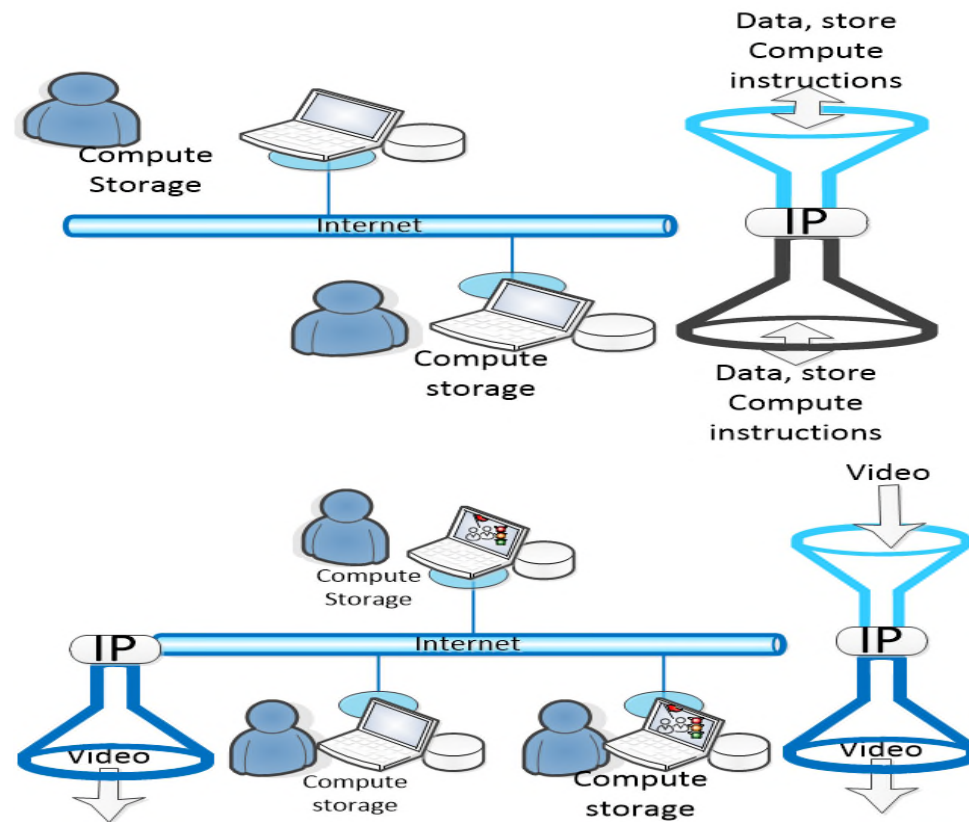 Data, store
Compute
instructions
Compute
Storage
IP
Internet
Compute
storage
Data, store
Compute
instructions
Video
Compute
Storage
IP
Internet
IP
Video
Compute
storage
Compute
storage
Video